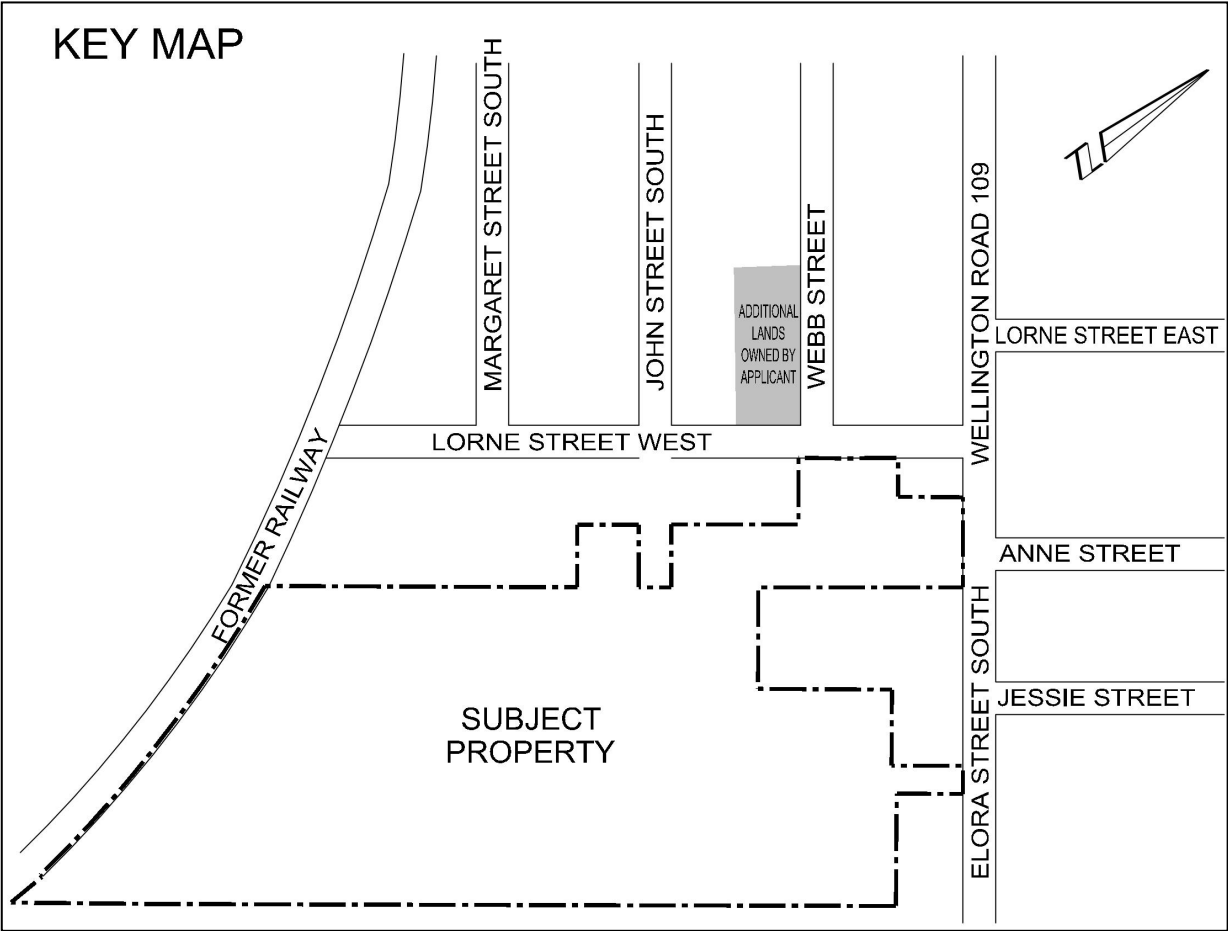 KEY MAP
MARGARET STREET SOUTH
JOHN STREET SOUTH
WEBB STREET
WELLINGTON ROAD 109
N
ADDITIONAL
LANDS
OWNED BY
APPLICANT
LORNE STREET EAST
LORNE STREET WEST
FORMER RAILWAY
ANNE STREET
ELORA STREET SOUTH
JESSIE STREET
SUBJECT
PROPERTY